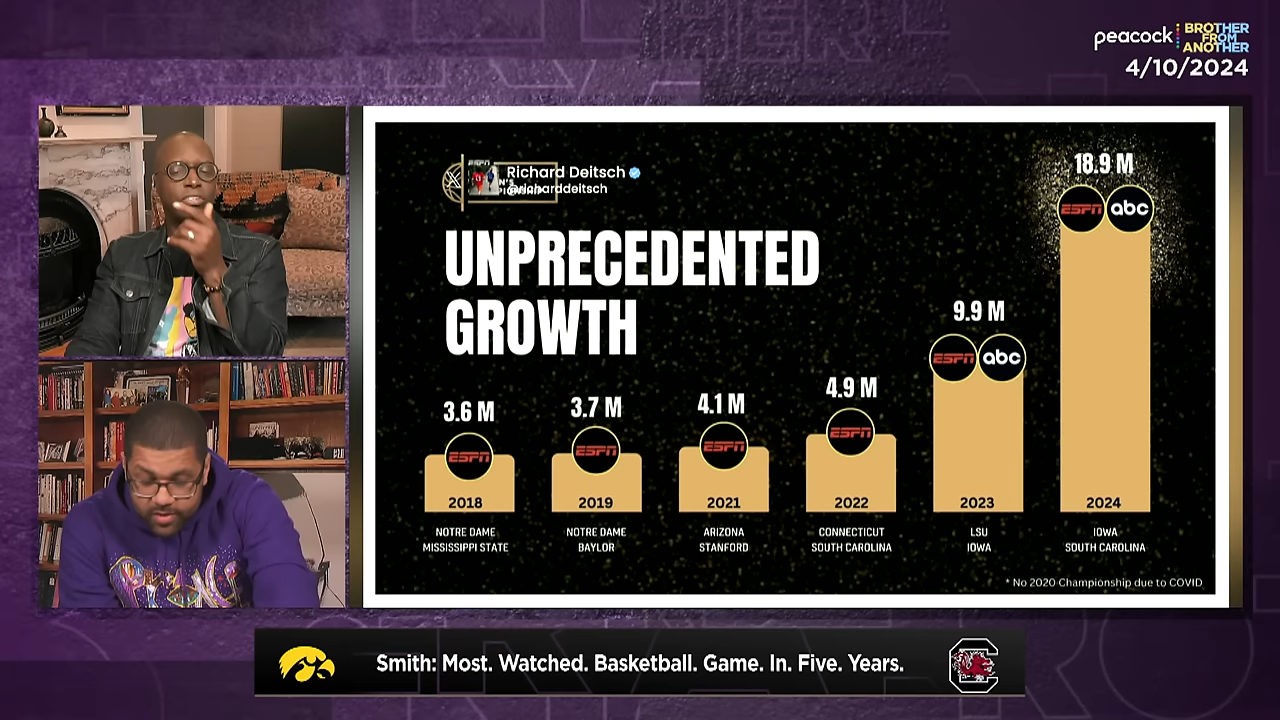 peacock
BROTHER
FROM
ANOTHER
4/10/2024
Richard Deitsch
@richarddeitsch
UNPRECEDENTED
GROWTH
3.6 M
3.7 M
4.1 M
4.9 M
9.9 M
18.9 M
ESPN
ESPN
ESPN
ESPN
ESPN abc
ESPN abc
2018
2019
2021
2022
2023
2024
NOTRE DAME
MISSISSIPPI STATE
NOTRE DAME
BAYLOR
ARIZONA
STANFORD
CONNECTICUT
SOUTH CAROLINA
LSU
IOWA
IOWA
SOUTH CAROLINA
* No 2020 Championship due to COVID
Smith: Most. Watched. Basketball. Game. In. Five. Years.